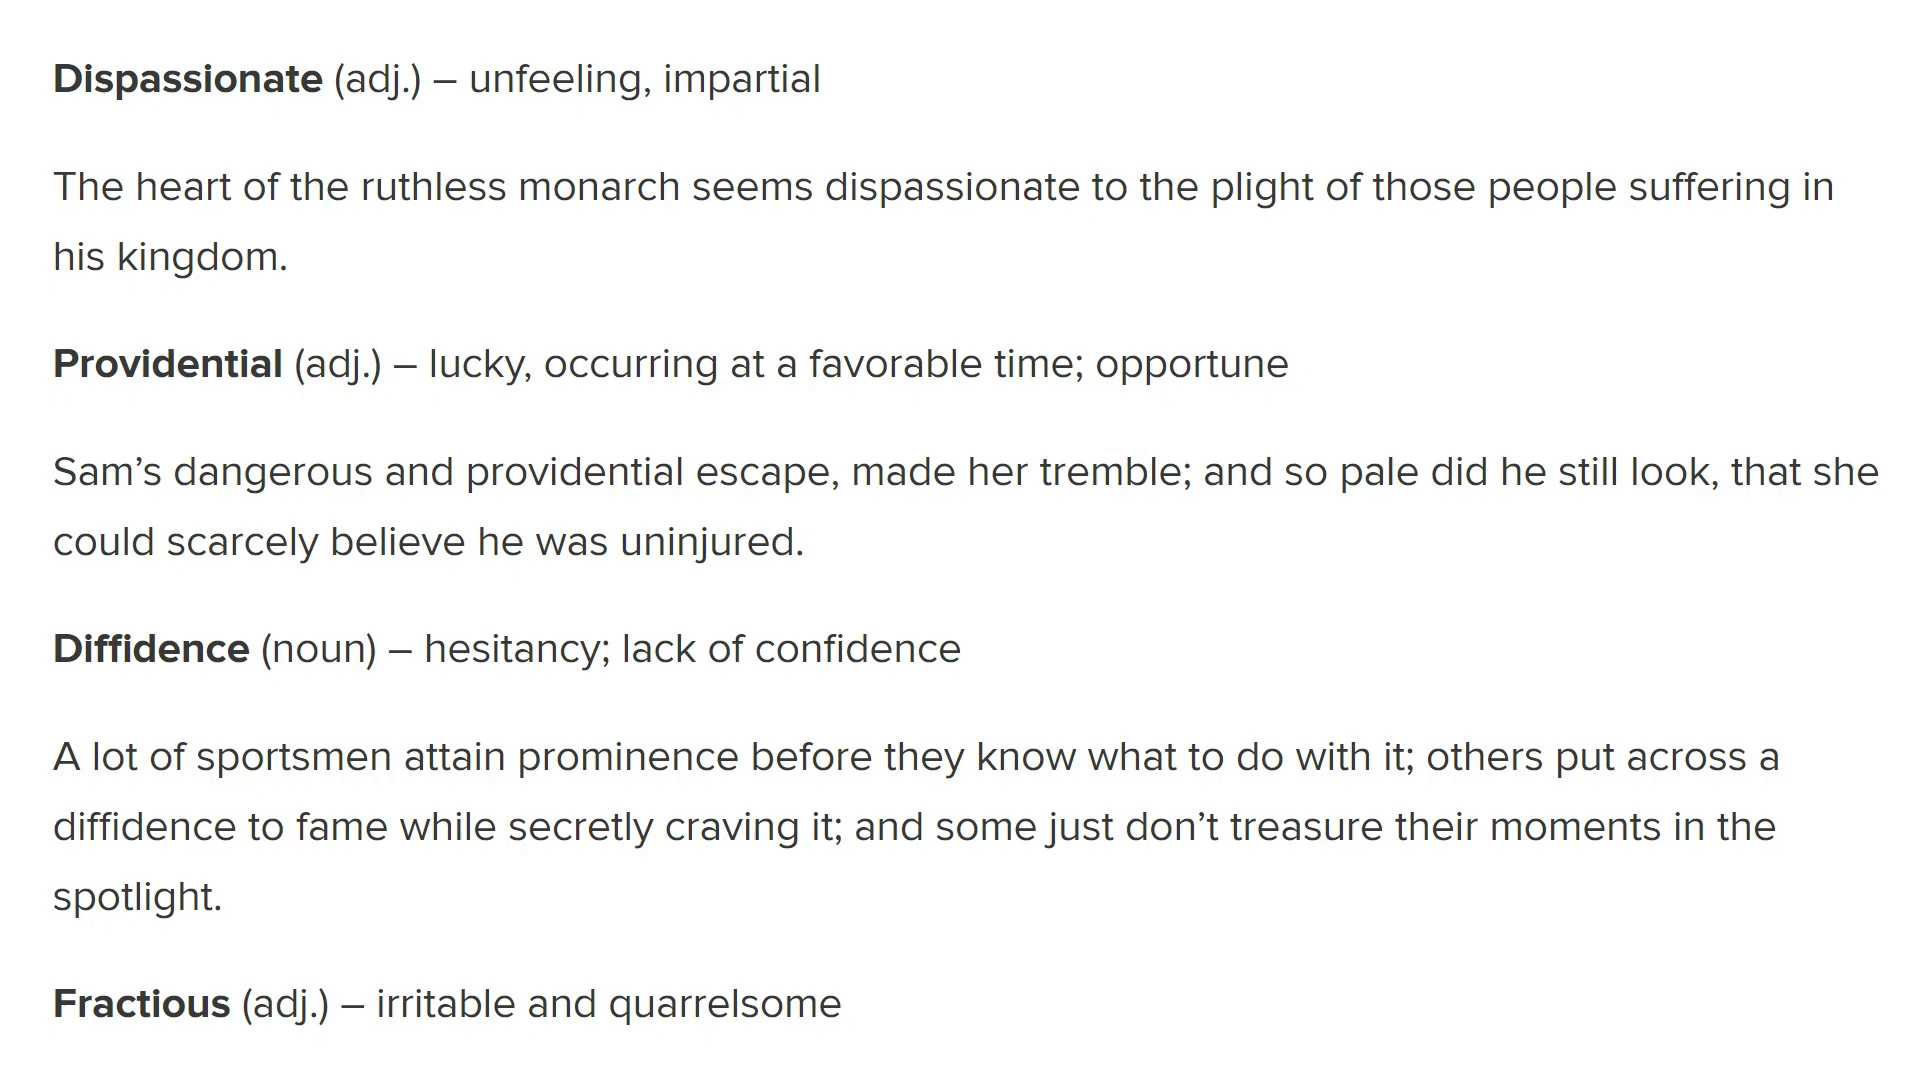 Dispassionate (adj.) – unfeeling, impartial
The heart of the ruthless monarch seems dispassionate to the plight of those people suffering in
his kingdom.
Providential (adj.) – lucky, occurring at a favorable time; opportune
Sam’s dangerous and providential escape, made her tremble; and so pale did he still look, that she
could scarcely believe he was uninjured.
Diffidence (noun) – hesitancy; lack of confidence
A lot of sportsmen attain prominence before they know what to do with it; others put across a
diffidence to fame while secretly craving it; and some just don’t treasure their moments in the
spotlight.
Fractious (adj.) – irritable and quarrelsome